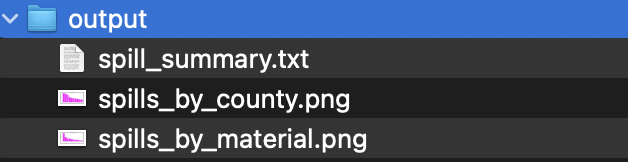 output
spill_summary.txt
spills_by_county.png
spills_by_material.png